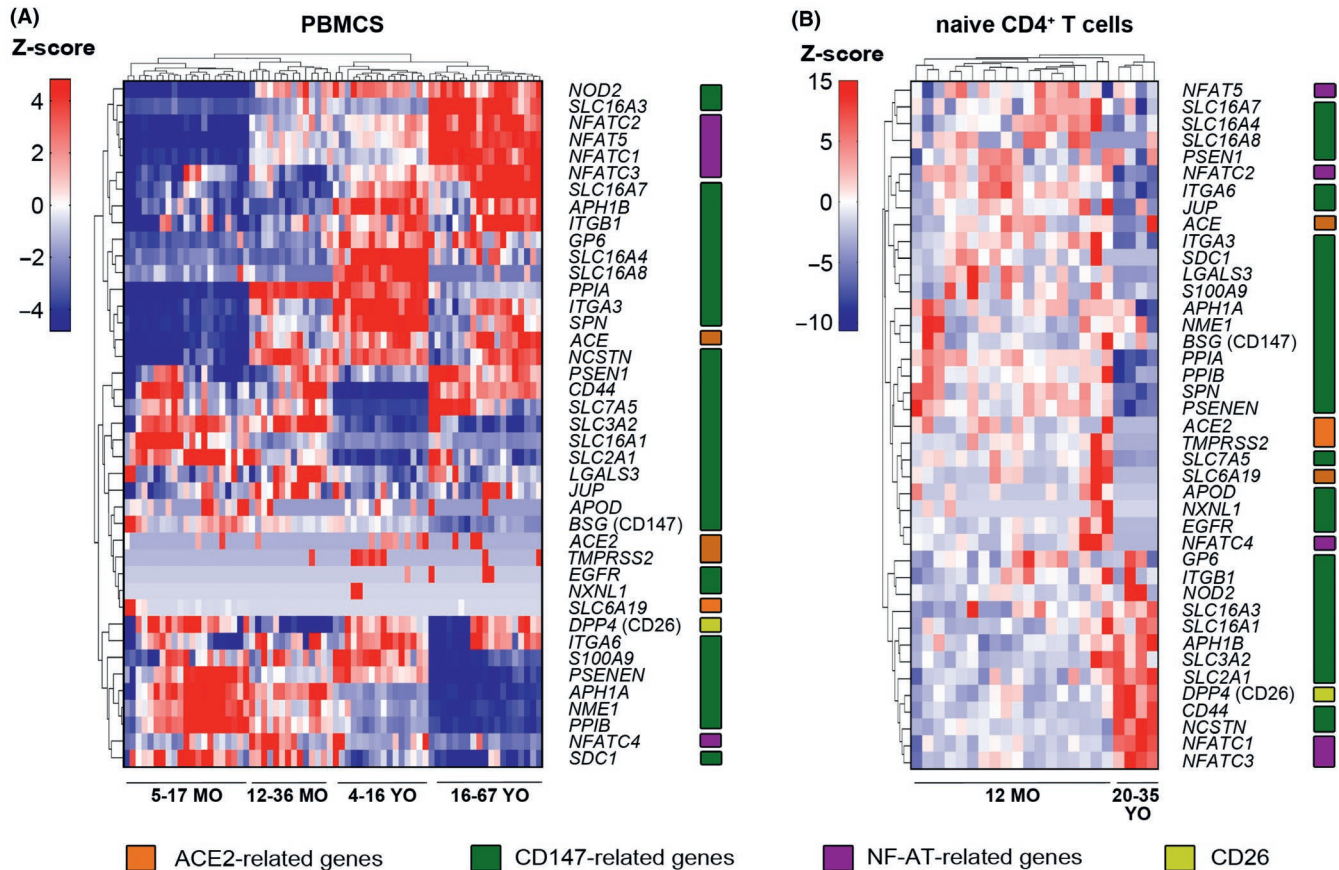 (A)
PBMCS
Z-score
4
2
0
−2
−4
NOD2
SLC16A3
NFATC2
NFAT5
NFATC1
NFATC3
SLC16A7
APH1B
ITGB1
GP6
SLC16A4
SLC16A8
PPIA
ITGA3
SPN
ACE
NCSTN
PSEN1
CD44
SLC7A5
SLC3A2
SLC16A1
SLC2A1
LGALS3
JUP
APOD
BSG (CD147)
ACE2
TMPRSS2
EGFR
NXNL1
SLC6A19
DPP4 (CD26)
ITGA6
S100A9
PSENEN
APH1A
NME1
PPIB
NFATC4
SDC1
5-17 MO 12-36 MO 4-16 YO 16-67 YO
(B)
naive CD4⁺ T cells
Z-score
15
10
5
0
−5
−10
NFAT5
SLC16A7
SLC16A4
SLC16A8
PSEN1
NFATC2
ITGA6
JUP
ACE
ITGA3
SDC1
LGALS3
S100A9
APH1A
NME1
BSG (CD147)
PPIA
PPIB
SPN
PSENEN
ACE2
TMPRSS2
SLC7A5
SLC6A19
APOD
NXNL1
EGFR
NFATC4
GP6
ITGB1
NOD2
SLC16A3
SLC16A1
APH1B
SLC3A2
SLC2A1
DPP4 (CD26)
CD44
NCSTN
NFATC1
NFATC3
12 MO 20-35
YO
ACE2-related genes CD147-related genes NF-AT-related genes CD26